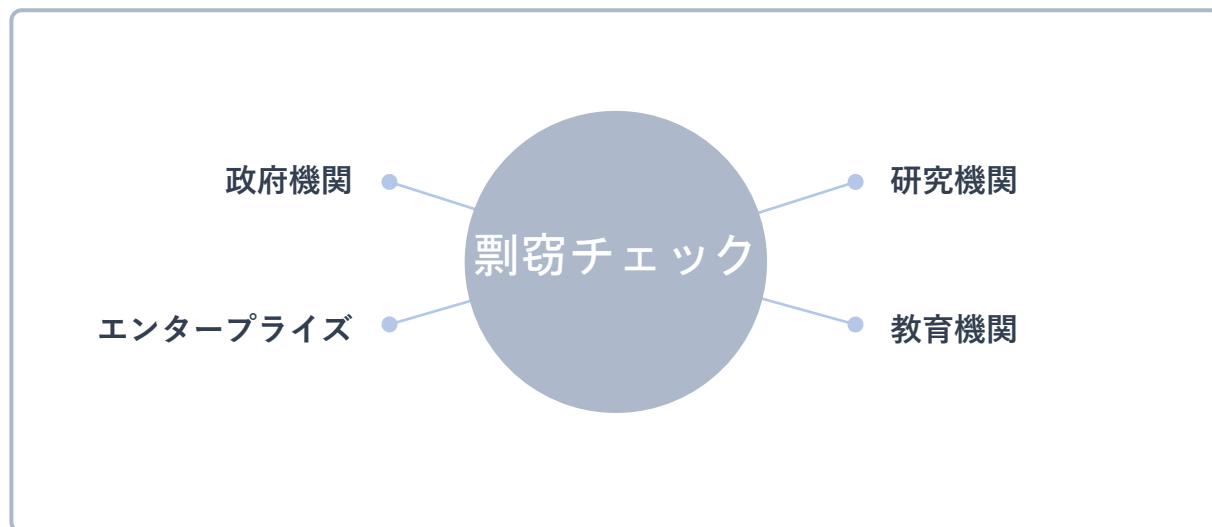 政府機関
研究機関
剽窃チェック
エンタープライズ
教育機関